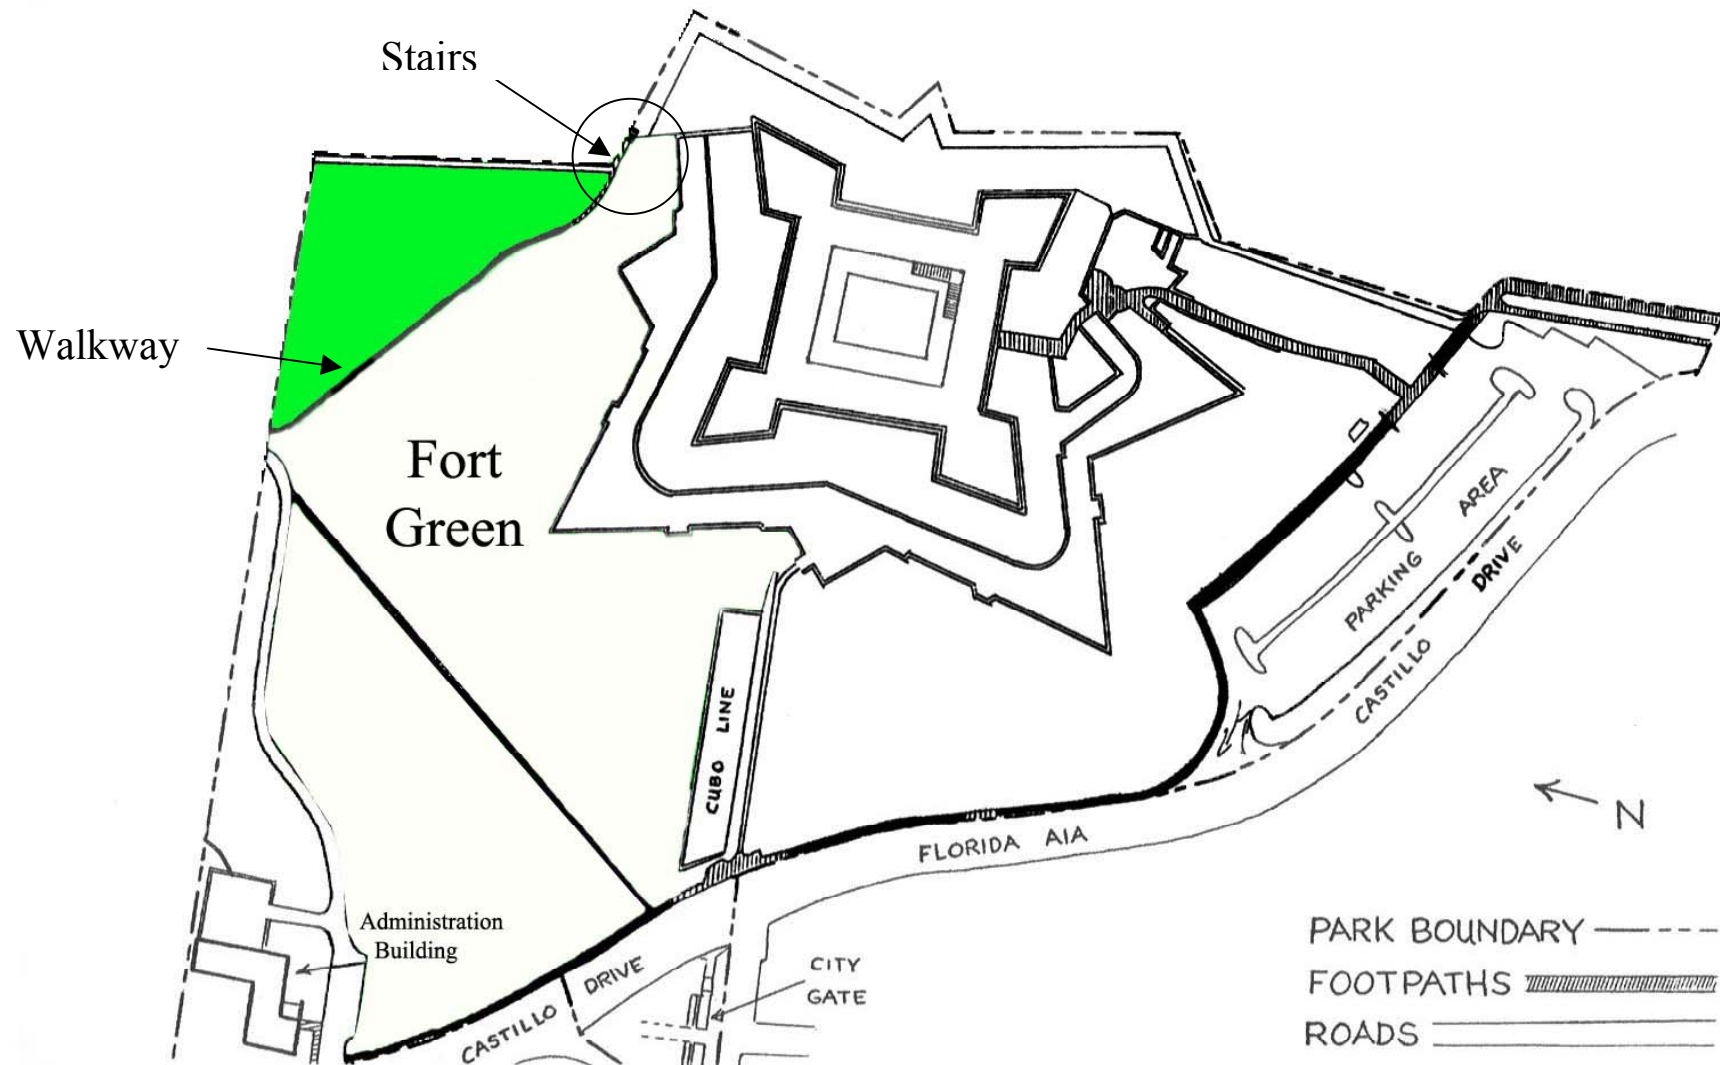 Stairs
Walkway
Fort
Green
CUBO LINE
PARKING AREA
CASTILLO DRIVE
FLORIDA A1A
N
Administration
Building
CASTILLO DRIVE
CITY
GATE
PARK BOUNDARY
FOOTPATHS
ROADS